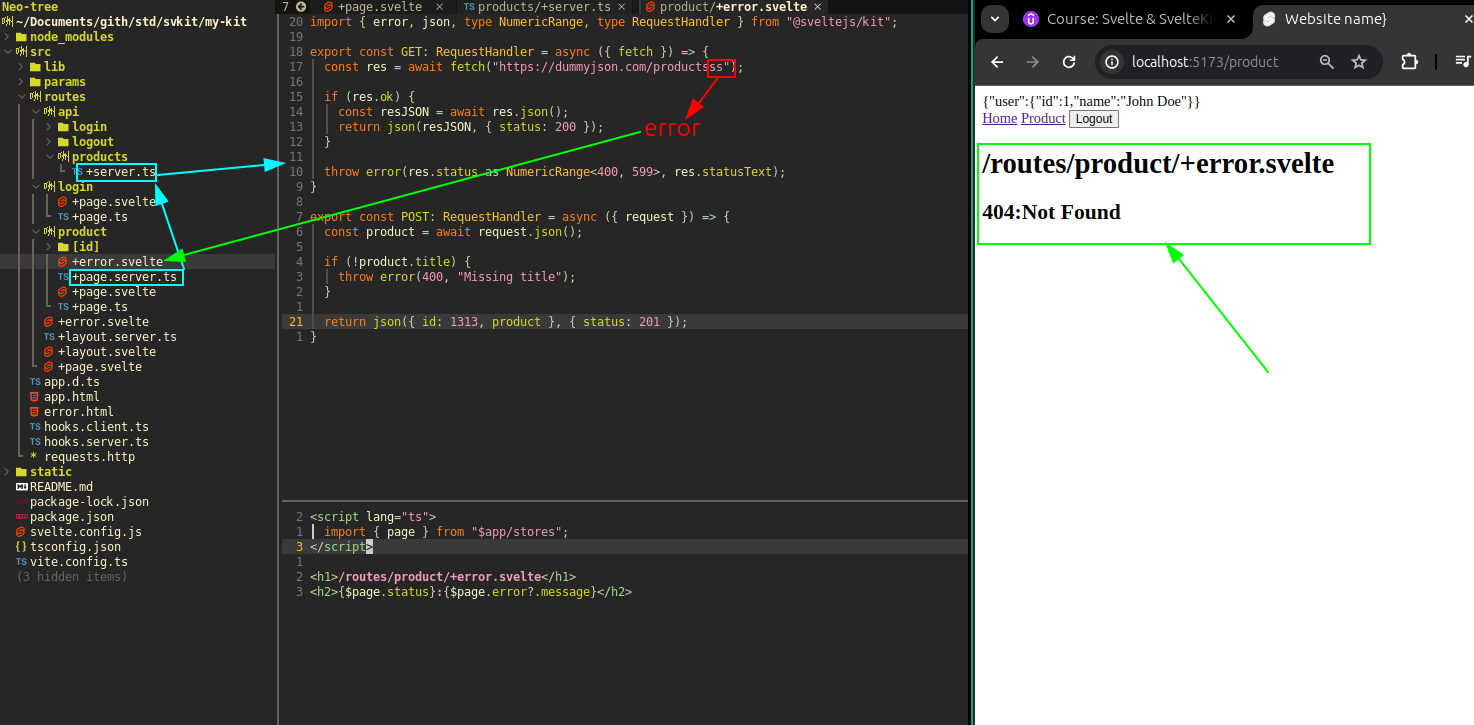 Neo-tree
~/Documents/gith/std/svkit/my-kit
node_modules
src
lib
params
routes
api
login
logout
products
+server.ts
login
+page.svelte
+page.ts
product
[id]
+error.svelte
+page.server.ts
+page.svelte
+page.ts
+error.svelte
+layout.server.ts
+layout.svelte
+page.svelte
app.d.ts
app.html
error.html
hooks.client.ts
hooks.server.ts
* requests.http
static
README.md
package-lock.json
package.json
svelte.config.js
tsconfig.json
vite.config.ts
(3 hidden items)
7 +page.svelte × TS products/+server.ts × product/+error.svelte ×
20 import { error, json, type NumericRange, type RequestHandler } from "@sveltejs/kit";
19
18 export const GET: RequestHandler = async ({ fetch }) => {
17 const res = await fetch("https://dummyjson.com/productsss");
16
15 if (res.ok) {
14 const resJSON = await res.json();
13 return json(resJSON, { status: 200 });
12 }
11
10 throw error(res.status as NumericRange<400, 599>, res.statusText);
9 }
8
7 export const POST: RequestHandler = async ({ request }) => {
6 const product = await request.json();
5
4 if (!product.title) {
3 throw error(400, "Missing title");
2 }
1
21 return json({ id: 1313, product }, { status: 201 });
1 }
error
2 <script lang="ts">
1 import { page } from "$app/stores";
3 </script>
1
2 <h1>/routes/product/+error.svelte</h1>
3 <h2>{$page.status}:{$page.error?.message}</h2>
Course: Svelte & SvelteKi × Website name} ×
localhost:5173/product
{"user":{"id":1,"name":"John Doe"}}
Home Product Logout
/routes/product/+error.svelte
404:Not Found